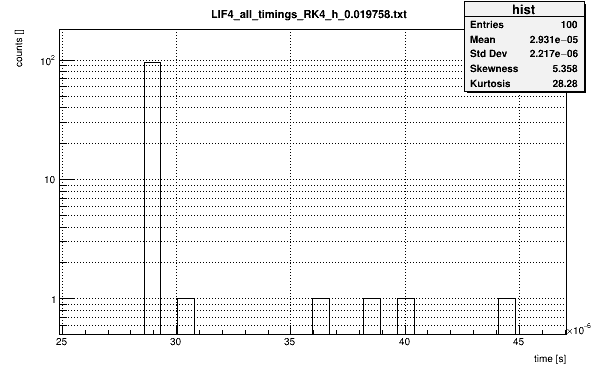 LIF4_all_timings_RK4_h_0.019758.txt
hist
Entries 100
Mean 2.931e−05
Std Dev 2.217e−06
Skewness 5.358
Kurtosis 28.28
counts []
10²
10
1
25 30 35 40 45
×10⁻⁶
time [s]